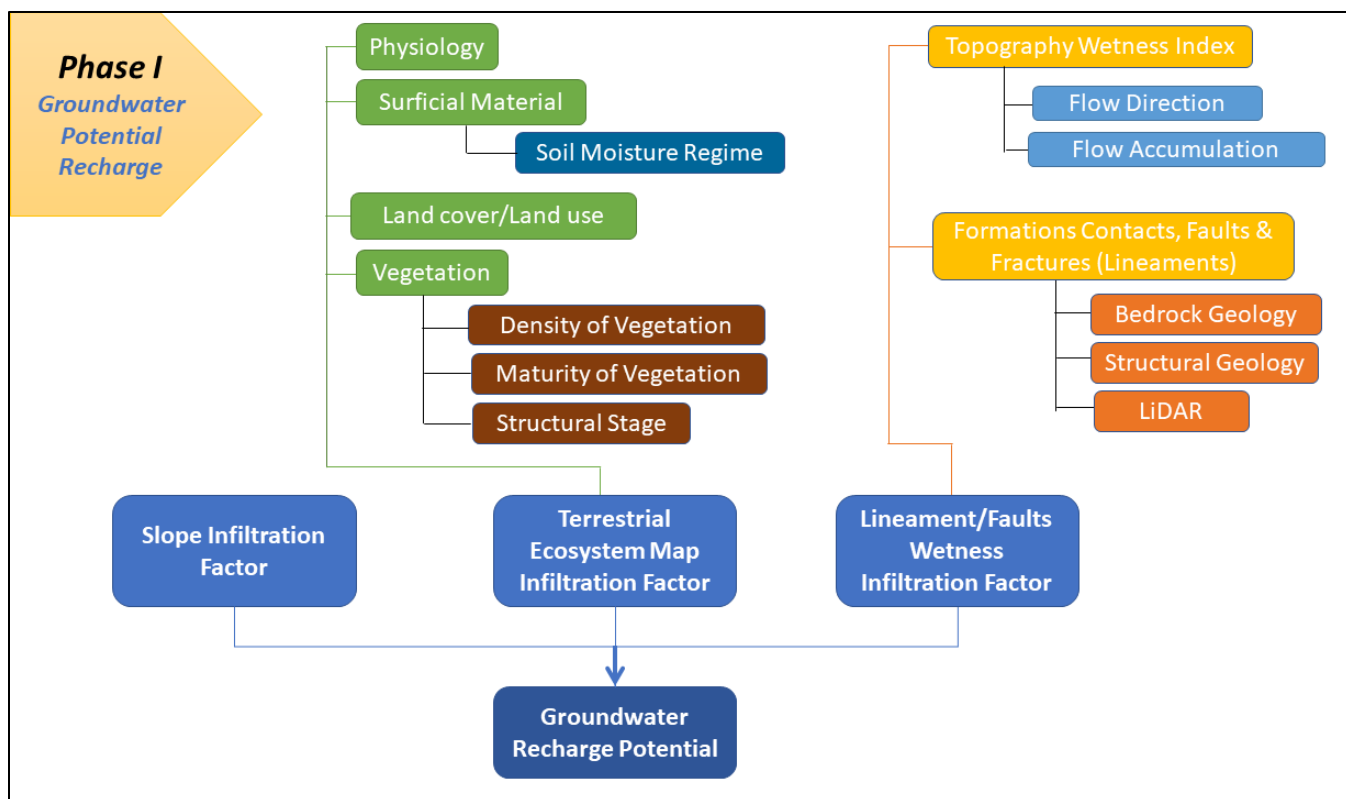 Phase I
Groundwater
Potential
Recharge
Physiology
Surficial Material
Soil Moisture Regime
Land cover/Land use
Vegetation
Density of Vegetation
Maturity of Vegetation
Structural Stage
Topography Wetness Index
Flow Direction
Flow Accumulation
Formations Contacts, Faults &
Fractures (Lineaments)
Bedrock Geology
Structural Geology
LiDAR
Slope Infiltration
Factor
Terrestrial
Ecosystem Map
Infiltration Factor
Lineament/Faults
Wetness
Infiltration Factor
Groundwater
Recharge Potential